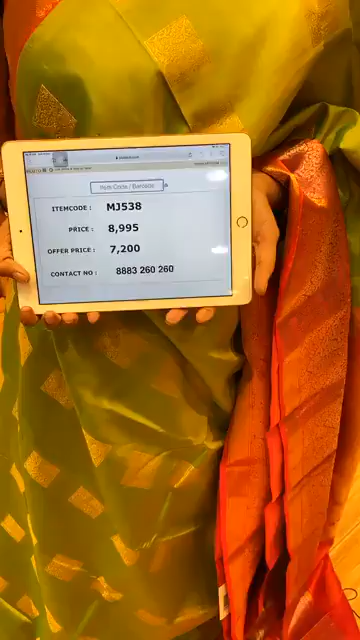 Item Code / Barcode
ITEMCODE : MJ538
PRICE : 8,995
OFFER PRICE : 7,200
CONTACT NO : 8883 260 260